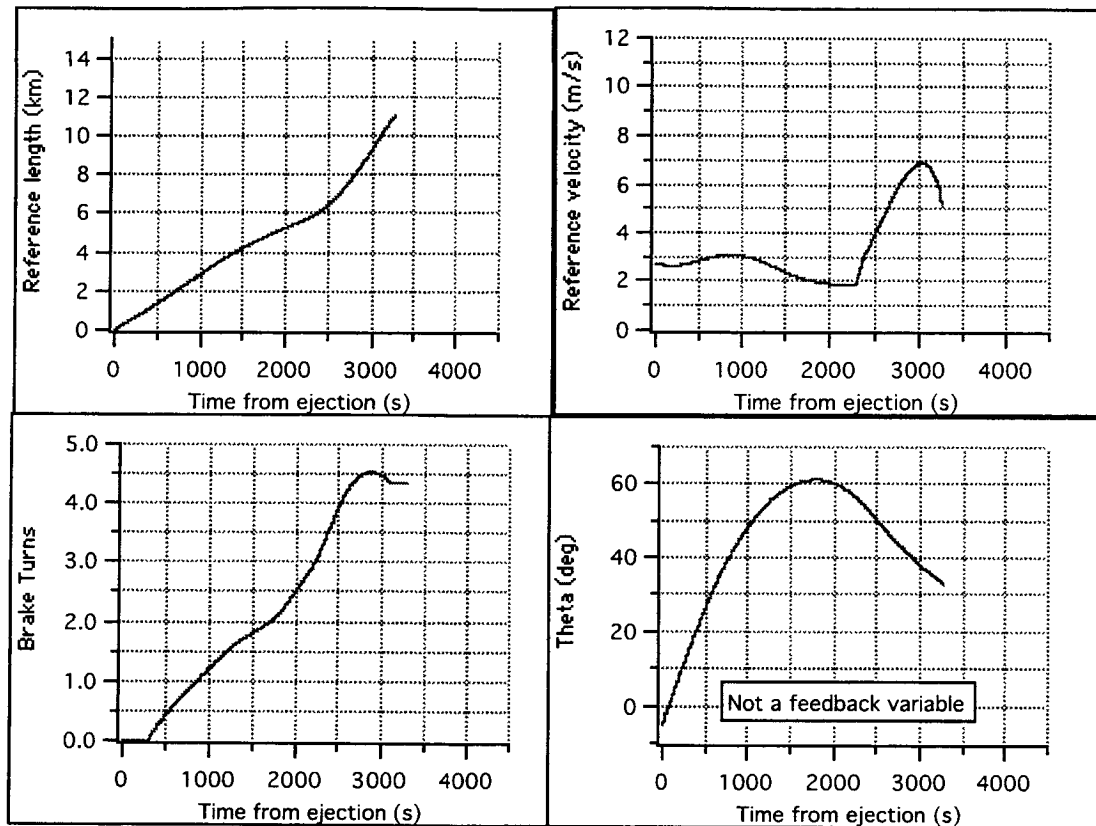 Reference length (km)
14
12
10
8
6
4
2
0
0 1000 2000 3000 4000
Time from ejection (s)
Reference velocity (m/s)
12
10
8
6
4
2
0
0 1000 2000 3000 4000
Time from ejection (s)
Brake Turns
5.0
4.0
3.0
2.0
1.0
0.0
0 1000 2000 3000 4000
Time from ejection (s)
Theta (deg)
60
40
20
0
Not a feedback variable
0 1000 2000 3000 4000
Time from ejection (s)